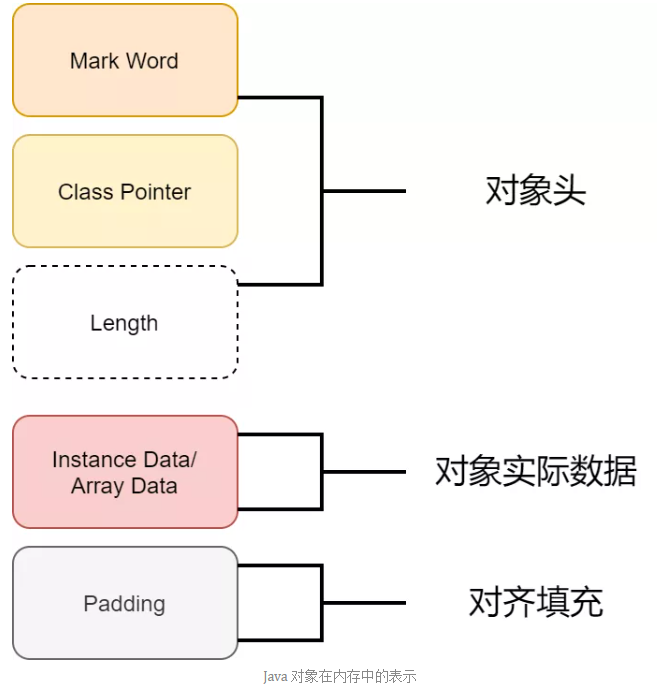 Mark Word
Class Pointer
对象头
Length
Instance Data/
Array Data
对象实际数据
Padding
对齐填充
Java 对象在内存中的表示